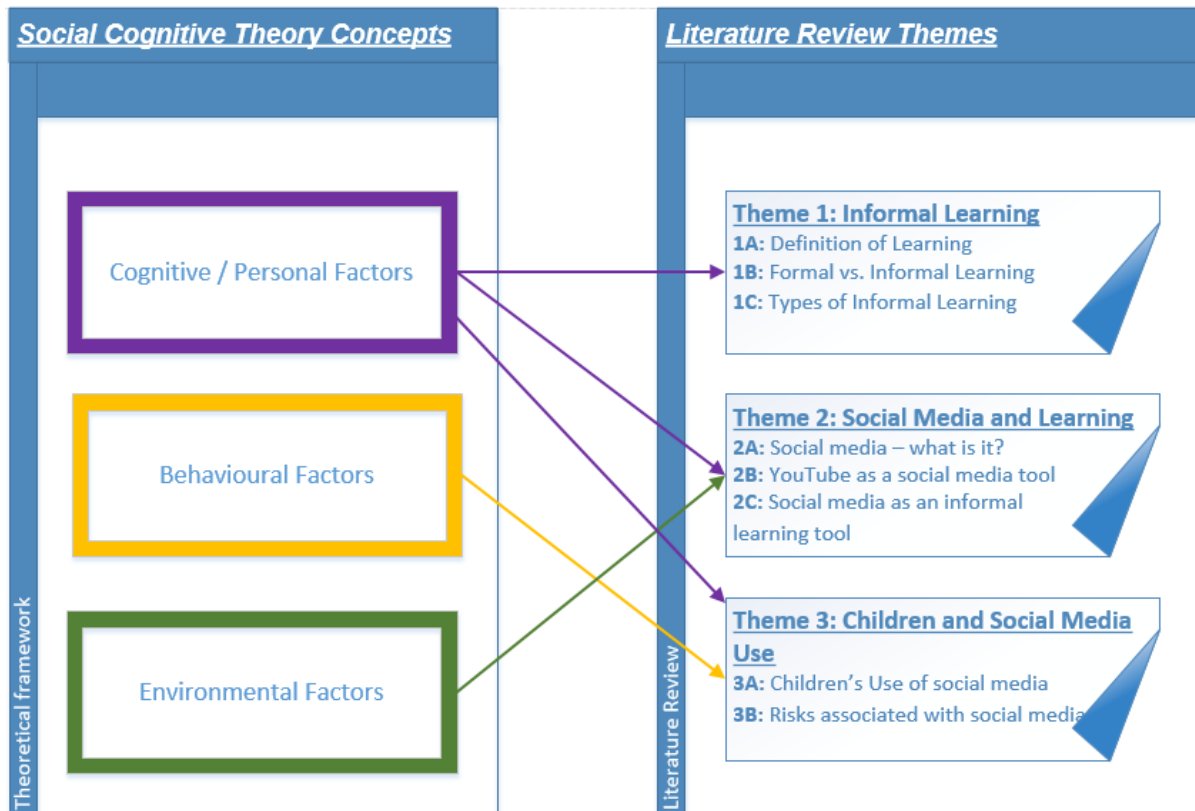 Social Cognitive Theory Concepts
Theoretical framework
Cognitive / Personal Factors
Behavioural Factors
Environmental Factors
Literature Review Themes
Literature Review
Theme 1: Informal Learning
1A: Definition of Learning
1B: Formal vs. Informal Learning
1C: Types of Informal Learning
Theme 2: Social Media and Learning
2A: Social media – what is it?
2B: YouTube as a social media tool
2C: Social media as an informal
learning tool
Theme 3: Children and Social Media
Use
3A: Children’s Use of social media
3B: Risks associated with social media